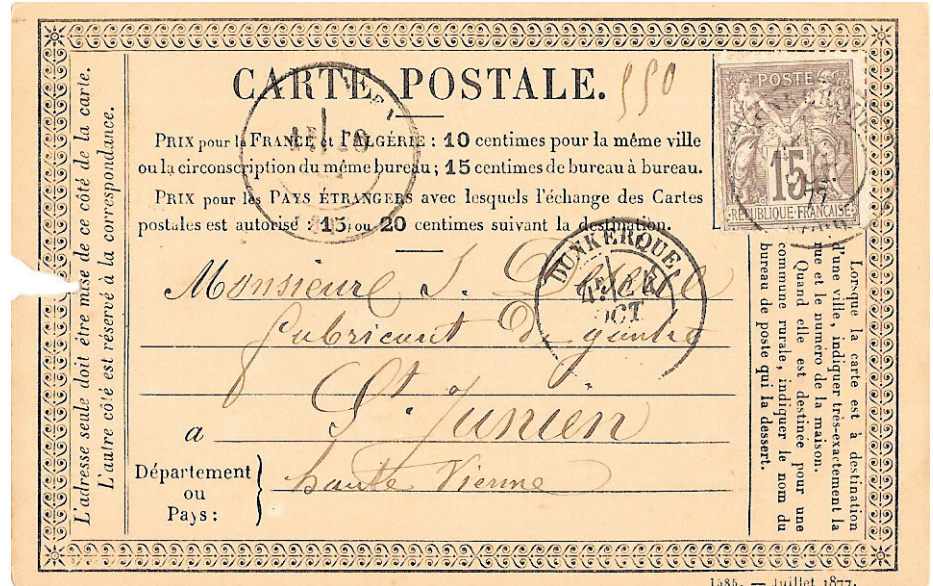 CARTE POSTALE.
550
PRIX pour la FRANCE et l'ALGÉRIE : 10 centimes pour la même ville
ou la circonscription du même bureau ; 15 centimes de bureau à bureau.
PRIX pour les PAYS ÉTRANGERS avec lesquels l'échange des Cartes
postales est autorisé : 15 ou 20 centimes suivant la destination.
POSTE
15
RÉPUBLIQUE FRANÇAISE
DUNKERQUE
4E
OCT
Monsieur J.
fabricant de gants
a St Junien
Département
ou
Pays :
haute Vienne
L'adresse seule doit être mise de ce côté de la carte.
L'autre côté est réservé à la correspondance.
Lorsque la carte est à destination
d'une ville, indiquer très-exactement la
rue et le numéro de la maison.
Quand elle est destinée pour une
commune rurale, indiquer le nom du
bureau de poste qui la dessert.
1585. — Juillet 1877.